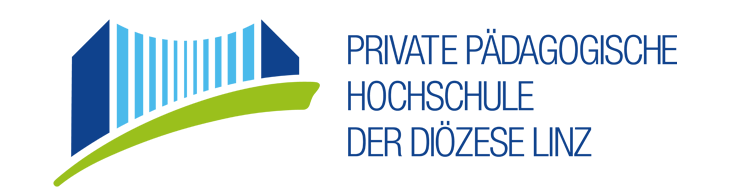 PRIVATE PÄDAGOGISCHE
HOCHSCHULE
DER DIÖZESE LINZ